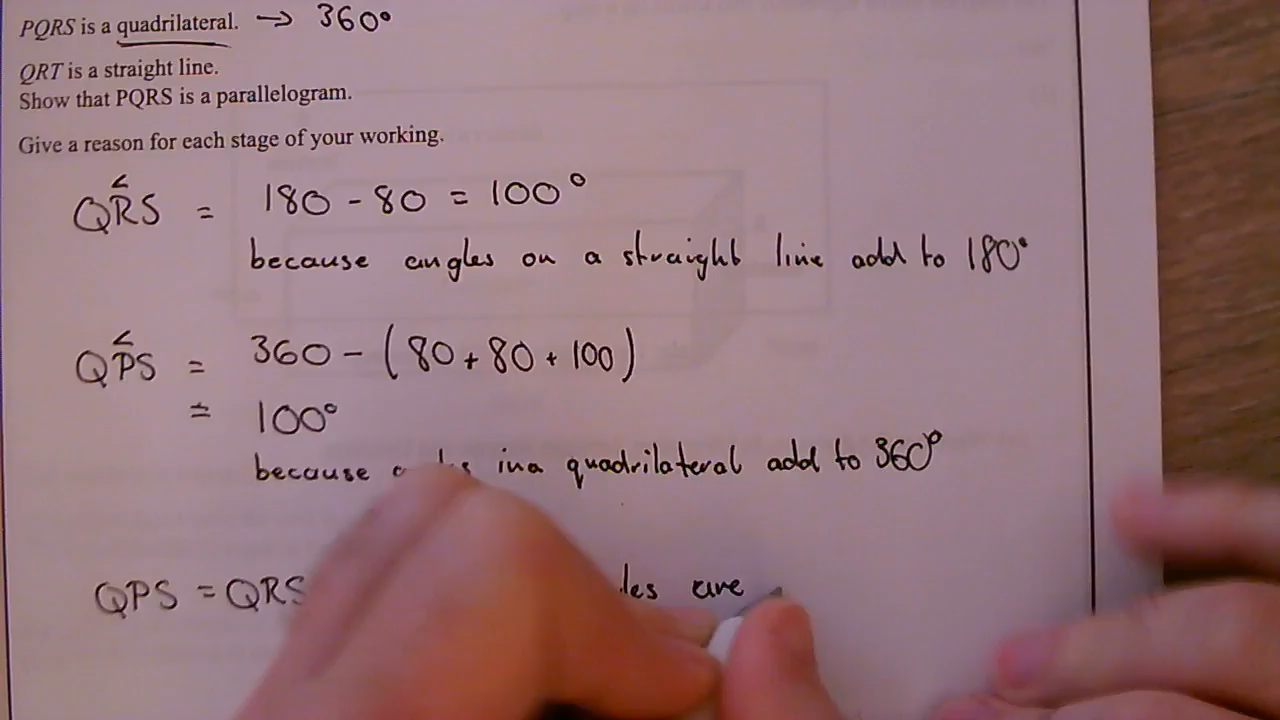 PQRS is a quadrilateral. → 360°
QRT is a straight line.
Show that PQRS is a parallelogram.
Give a reason for each stage of your working.
QRS = 180 - 80 = 100°
because angles on a straight line add to 180°
QPS = 360 - (80 + 80 + 100)
= 100°
because in a quadrilateral add to 360°
QPS = QRS are